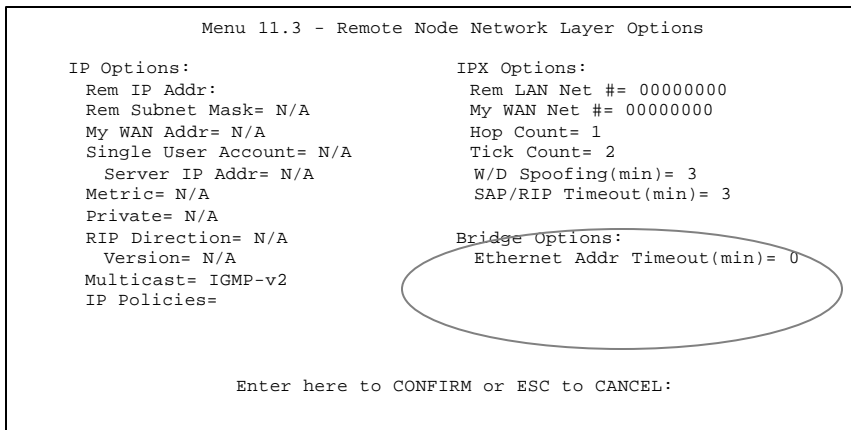 Menu 11.3 - Remote Node Network Layer Options
IP Options:
Rem IP Addr:
Rem Subnet Mask= N/A
My WAN Addr= N/A
Single User Account= N/A
Server IP Addr= N/A
Metric= N/A
Private= N/A
RIP Direction= N/A
Version= N/A
Multicast= IGMP-v2
IP Policies=
IPX Options:
Rem LAN Net #= 00000000
My WAN Net #= 00000000
Hop Count= 1
Tick Count= 2
W/D Spoofing(min)= 3
SAP/RIP Timeout(min)= 3
Bridge Options:
Ethernet Addr Timeout(min)= 0
Enter here to CONFIRM or ESC to CANCEL: